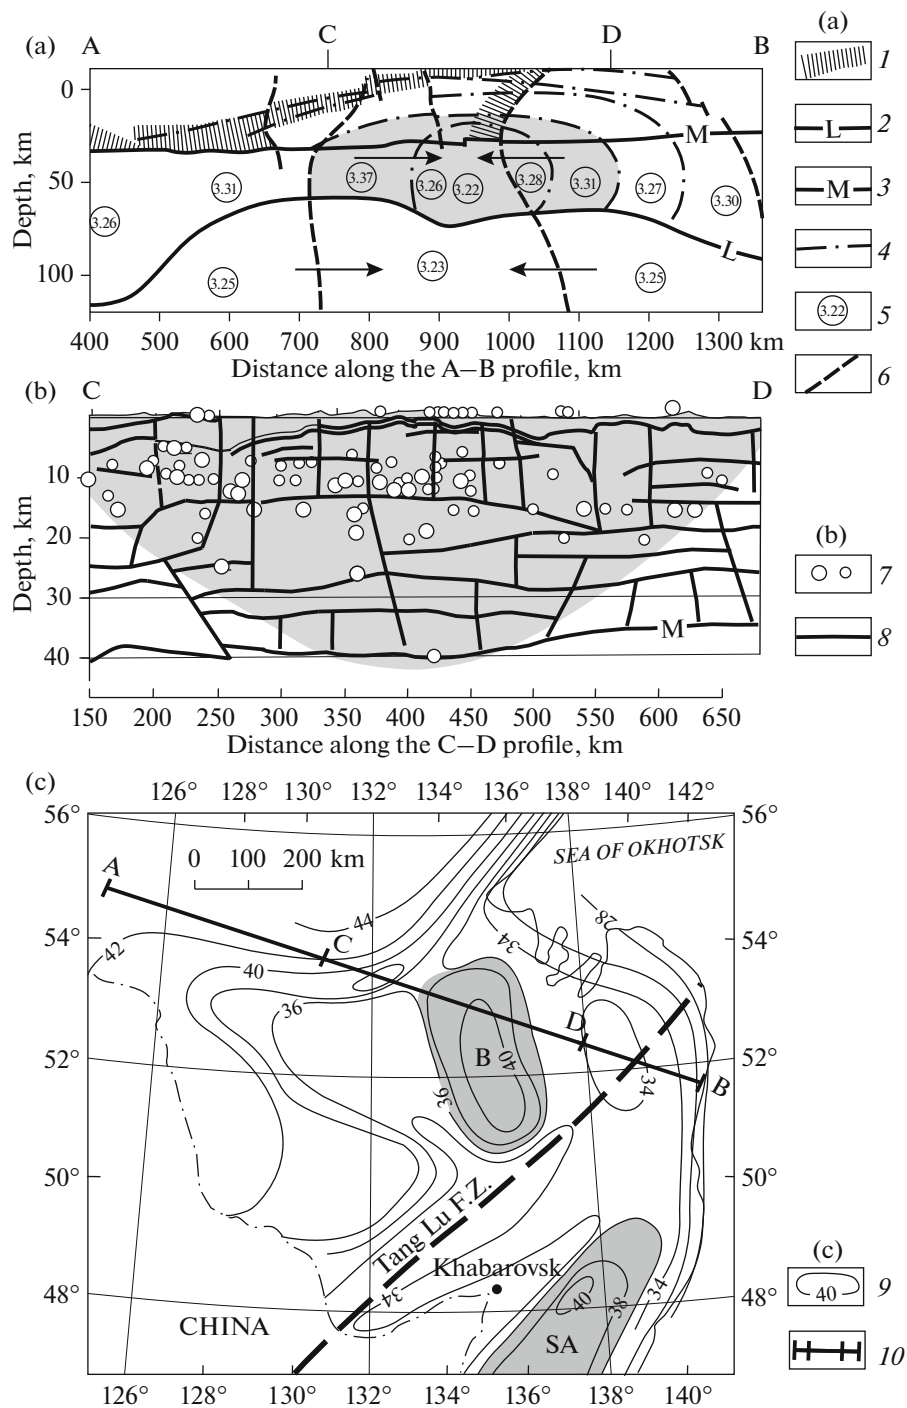 (a) A C D B (a)
0
50
100
Depth, km
M
3.37 3.26 3.22 3.28 3.31 3.27 3.30
3.31
3.26
L
3.23
3.25 3.25
400 500 600 700 800 900 1000 1100 1200 1300 km
Distance along the A–B profile, km
1
L 2
M 3
4
3.22 5
6
(b) C D
10
20
30
40
Depth, km
M
150 200 250 300 350 400 450 500 550 600 650
Distance along the C–D profile, km
(b)
7
8
(c)
126° 128° 130° 132° 134° 136° 138° 140° 142°
56° 56°
SEA OF OKHOTSK
0 100 200 km
A
44
28
54° 42 C 34 54°
40
36
D
52° B 40 52°
B
36 34
50° 50°
Tang Lu F.Z.
Khabarovsk
48° 34 40 38 34 48°
CHINA
SA
126° 128° 130° 132° 134° 136° 138° 140°
(c)
40 9
10